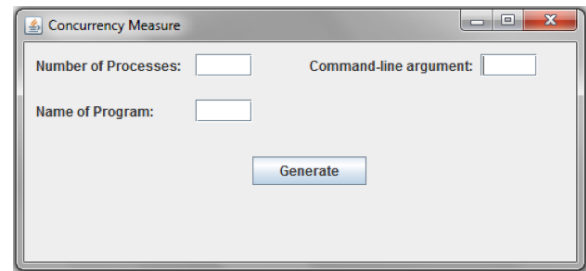 Concurrency Measure
Number of Processes: Command-line argument:
Name of Program:
Generate